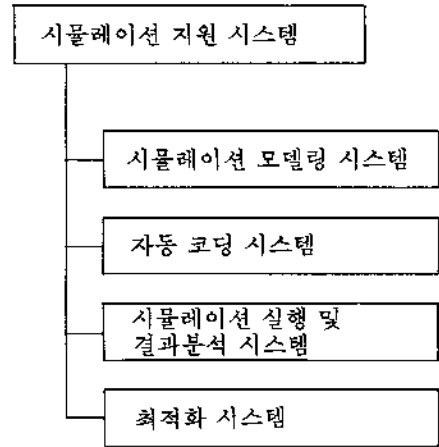 시뮬레이션 지원 시스템
시뮬레이션 모델링 시스템
자동 코딩 시스템
시뮬레이션 실행 및
결과분석 시스템
최적화 시스템